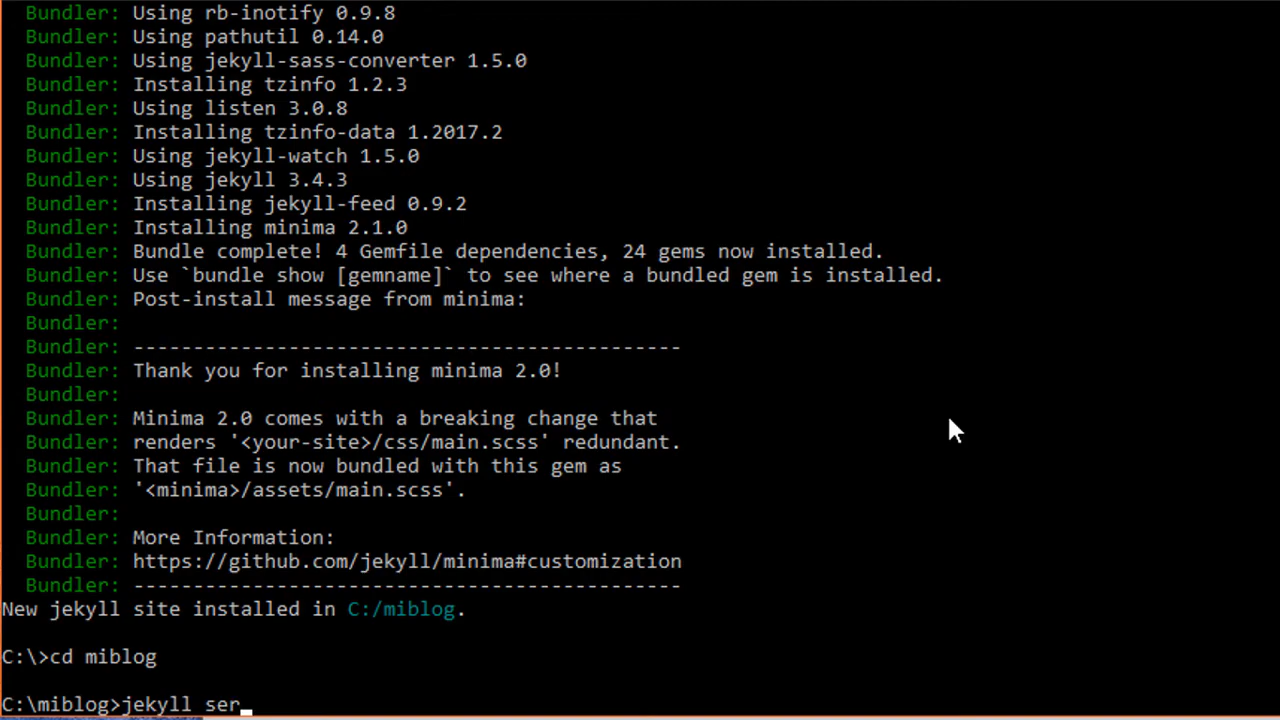 Bundler: Using rb-inotify 0.9.8
Bundler: Using pathutil 0.14.0
Bundler: Using jekyll-sass-converter 1.5.0
Bundler: Installing tzinfo 1.2.3
Bundler: Using listen 3.0.8
Bundler: Installing tzinfo-data 1.2017.2
Bundler: Using jekyll-watch 1.5.0
Bundler: Using jekyll 3.4.3
Bundler: Installing jekyll-feed 0.9.2
Bundler: Installing minima 2.1.0
Bundler: Bundle complete! 4 Gemfile dependencies, 24 gems now installed.
Bundler: Use `bundle show [gemname]` to see where a bundled gem is installed.
Bundler: Post-install message from minima:
Bundler:
Bundler: ----------------------------------------------
Bundler: Thank you for installing minima 2.0!
Bundler:
Bundler: Minima 2.0 comes with a breaking change that
Bundler: renders '<your-site>/css/main.scss' redundant.
Bundler: That file is now bundled with this gem as
Bundler: '<minima>/assets/main.scss'.
Bundler:
Bundler: More Information:
Bundler: https://github.com/jekyll/minima#customization
Bundler: ----------------------------------------------
New jekyll site installed in C:/miblog.
C:\>cd miblog
C:\miblog>jekyll ser_